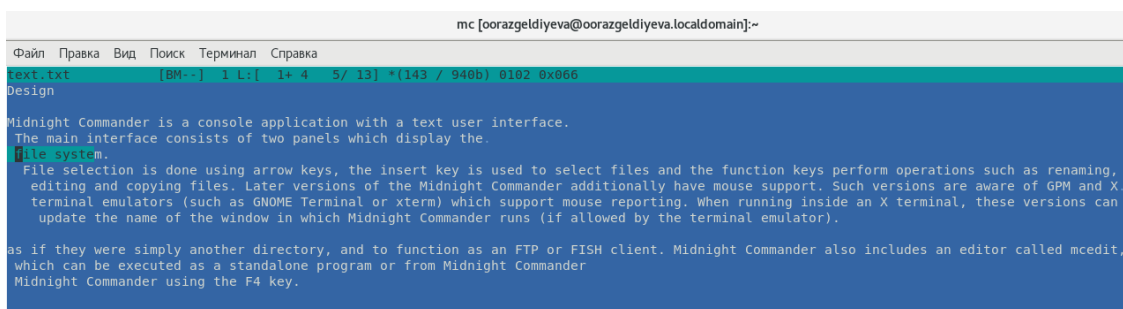 mc [oorazgeldiyeva@oorazgeldiyeva.localdomain]:~
Файл Правка Вид Поиск Терминал Справка
text.txt [BM--] 1 L:[ 1+ 4 5/ 13] *(143 / 940b) 0102 0x066
Design
Midnight Commander is a console application with a text user interface.
The main interface consists of two panels which display the.
file system.
File selection is done using arrow keys, the insert key is used to select files and the function keys perform operations such as renaming,
editing and copying files. Later versions of the Midnight Commander additionally have mouse support. Such versions are aware of GPM and X.
terminal emulators (such as GNOME Terminal or xterm) which support mouse reporting. When running inside an X terminal, these versions can
update the name of the window in which Midnight Commander runs (if allowed by the terminal emulator).
as if they were simply another directory, and to function as an FTP or FISH client. Midnight Commander also includes an editor called mcedit,
which can be executed as a standalone program or from Midnight Commander
Midnight Commander using the F4 key.